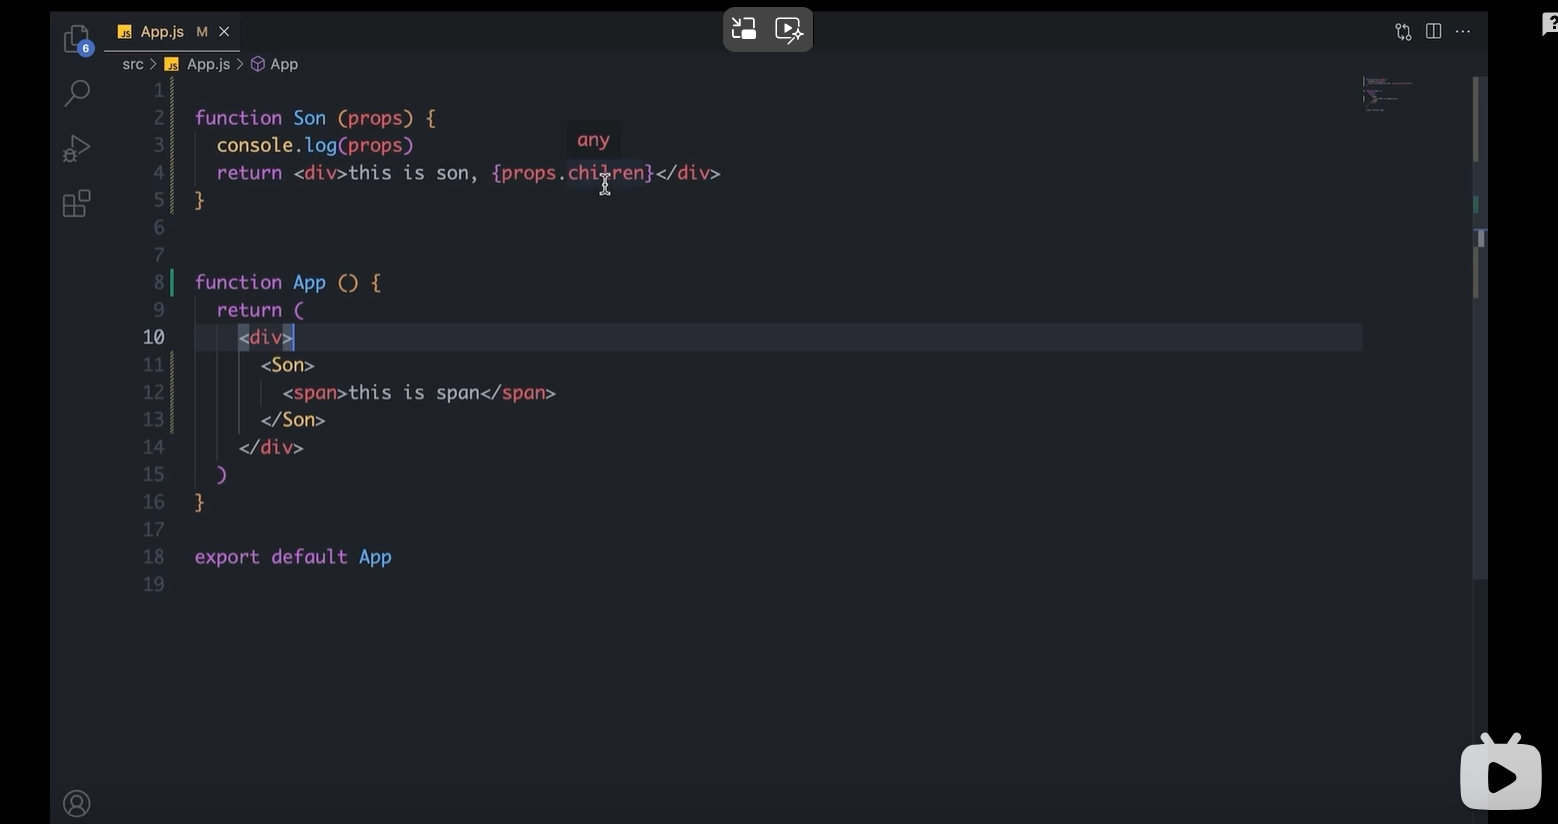 App.js M
6
src > App.js > App
1
2 function Son (props) {
3 console.log(props)
any
4 return <div>this is son, {props.chilren}</div>
5 }
6
7
8 function App () {
9 return (
10 <div>
11 <Son>
12 <span>this is span</span>
13 </Son>
14 </div>
15 )
16 }
17
18 export default App
19